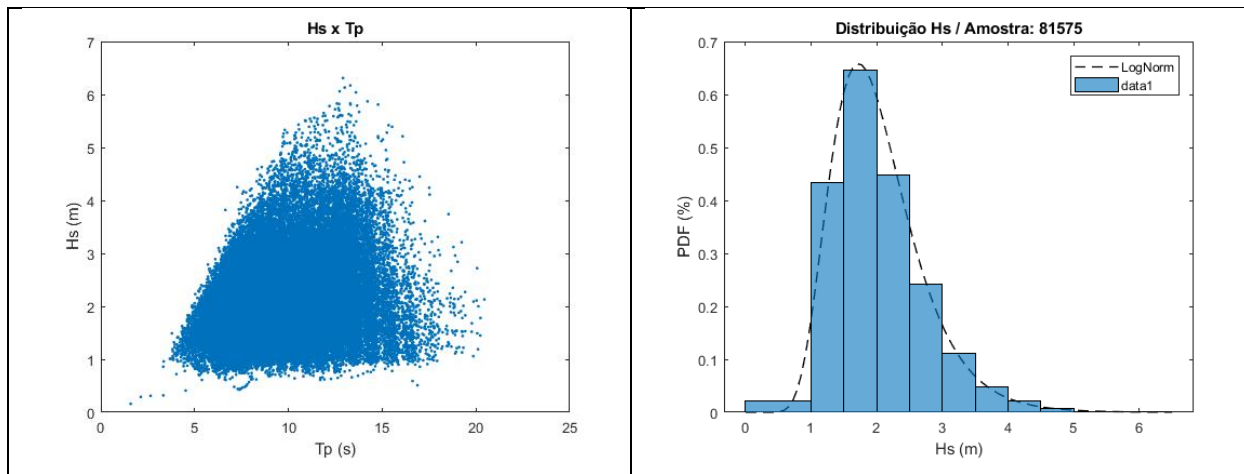 Hs x Tp
7
6
5
4
3
2
1
0
Hs (m)
0 5 10 15 20 25
Tp (s)
Distribuição Hs / Amostra: 81575
LogNorm
data1
0.7
0.6
0.5
0.4
0.3
0.2
0.1
0
PDF (%)
0 1 2 3 4 5 6
Hs (m)